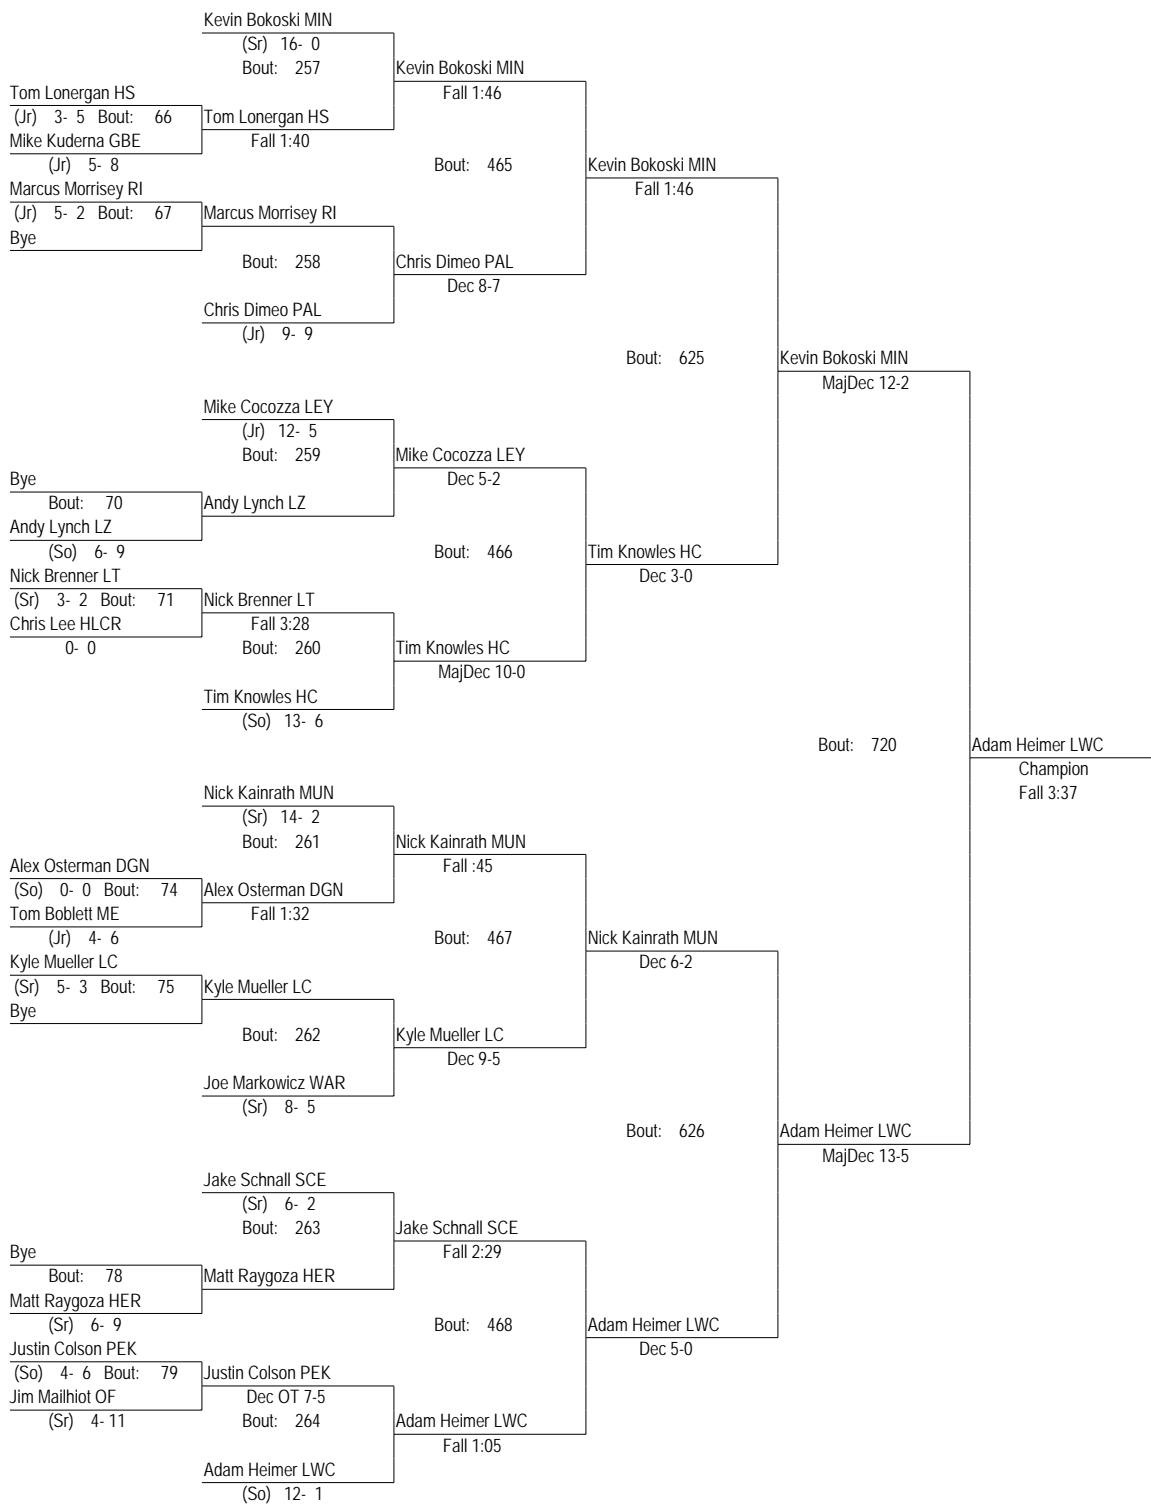 Kevin Bokoski MIN
(Sr) 16- 0
Bout: 257
Kevin Bokoski MIN
Fall 1:46
Tom Lonergan HS
(Jr) 3- 5 Bout: 66
Tom Lonergan HS
Mike Kuderna GBE
Fall 1:40
(Jr) 5- 8
Bout: 465
Kevin Bokoski MIN
Fall 1:46
Marcus Morrisey RI
(Jr) 5- 2 Bout: 67
Marcus Morrisey RI
Bye
Bout: 258
Chris Dimeo PAL
Dec 8-7
Chris Dimeo PAL
(Jr) 9- 9
Bout: 625
Kevin Bokoski MIN
MajDec 12-2
Mike Cocozza LEY
(Jr) 12- 5
Bout: 259
Mike Cocozza LEY
Dec 5-2
Bye
Bout: 70
Andy Lynch LZ
Andy Lynch LZ
(So) 6- 9
Bout: 466
Tim Knowles HC
Dec 3-0
Nick Brenner LT
(Sr) 3- 2 Bout: 71
Nick Brenner LT
Chris Lee HLCR
Fall 3:28
0- 0
Bout: 260
Tim Knowles HC
MajDec 10-0
Tim Knowles HC
(So) 13- 6
Bout: 720
Adam Heimer LWC
Champion
Fall 3:37
Nick Kainrath MUN
(Sr) 14- 2
Bout: 261
Nick Kainrath MUN
Fall :45
Alex Osterman DGN
(So) 0- 0 Bout: 74
Alex Osterman DGN
Tom Boblett ME
Fall 1:32
(Jr) 4- 6
Bout: 467
Nick Kainrath MUN
Dec 6-2
Kyle Mueller LC
(Sr) 5- 3 Bout: 75
Kyle Mueller LC
Bye
Bout: 262
Kyle Mueller LC
Dec 9-5
Joe Markowicz WAR
(Sr) 8- 5
Bout: 626
Adam Heimer LWC
MajDec 13-5
Jake Schnall SCE
(Sr) 6- 2
Bout: 263
Jake Schnall SCE
Fall 2:29
Bye
Bout: 78
Matt Raygoza HER
Matt Raygoza HER
(Sr) 6- 9
Bout: 468
Adam Heimer LWC
Dec 5-0
Justin Colson PEK
(So) 4- 6 Bout: 79
Justin Colson PEK
Jim Mailhiot OF
Dec OT 7-5
(Sr) 4- 11
Bout: 264
Adam Heimer LWC
Fall 1:05
Adam Heimer LWC
(So) 12- 1